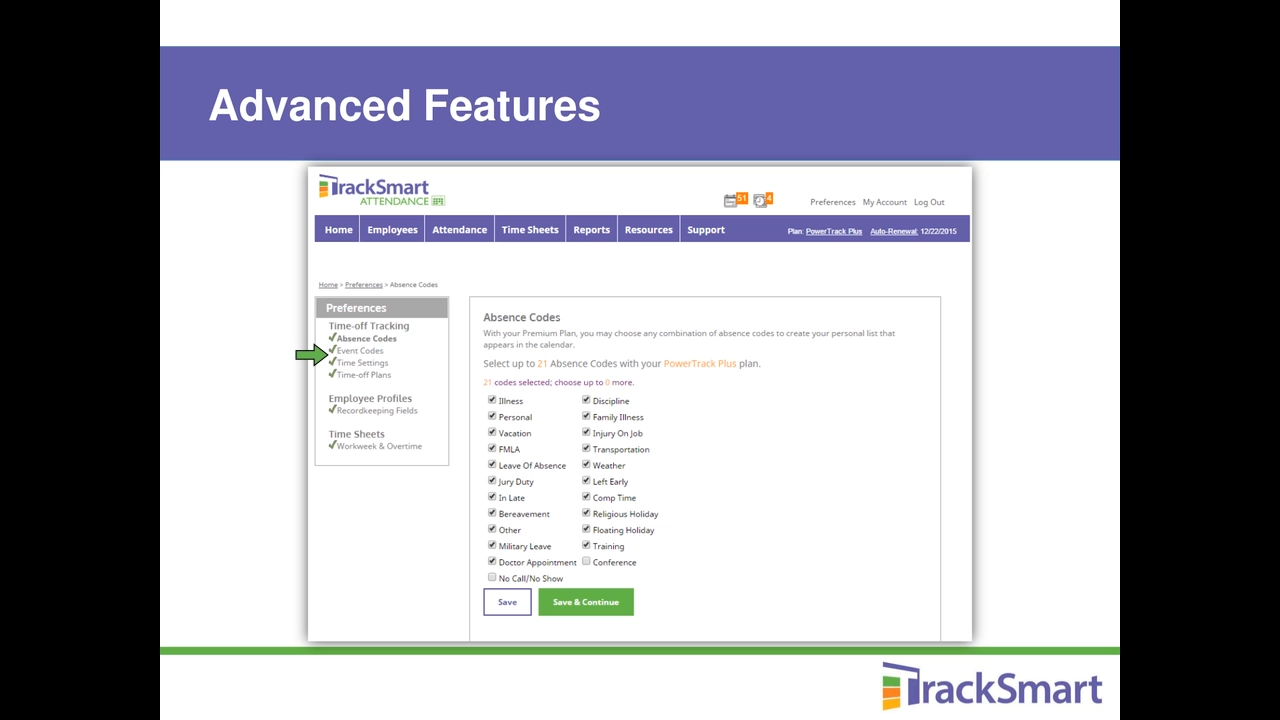 Advanced Features
TrackSmart
ATTENDANCE
51
4
Preferences My Account Log Out
Home Employees Attendance Time Sheets Reports Resources Support
Plan: PowerTrack Plus Auto-Renewal: 12/22/2015
Home > Preferences > Absence Codes
Preferences
Time-off Tracking
Absence Codes
Event Codes
Time Settings
Time-off Plans
Employee Profiles
Recordkeeping Fields
Time Sheets
Workweek & Overtime
Absence Codes
With your Premium Plan, you may choose any combination of absence codes to create your personal list that
appears in the calendar.
Select up to 21 Absence Codes with your PowerTrack Plus plan.
21 codes selected; choose up to 0 more.
Illness Discipline
Personal Family Illness
Vacation Injury On Job
FMLA Transportation
Leave Of Absence Weather
Jury Duty Left Early
In Late Comp Time
Bereavement Religious Holiday
Other Floating Holiday
Military Leave Training
Doctor Appointment Conference
No Call/No Show
Save Save & Continue
TrackSmart